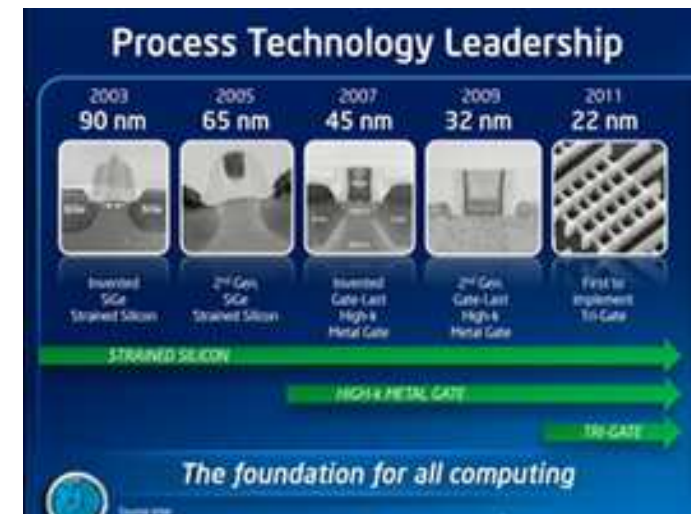 Process Technology Leadership
2003
90 nm
2005
65 nm
2007
45 nm
2009
32 nm
2011
22 nm
Invented
SiGe
Strained Silicon
2nd Gen.
SiGe
Strained Silicon
Invented
Gate-Last
High-k
Metal Gate
2nd Gen.
Gate-Last
High-k
Metal Gate
First to
Implement
Tri-Gate
STRAINED SILICON
HIGH-k METAL GATE
TRI-GATE
The foundation for all computing